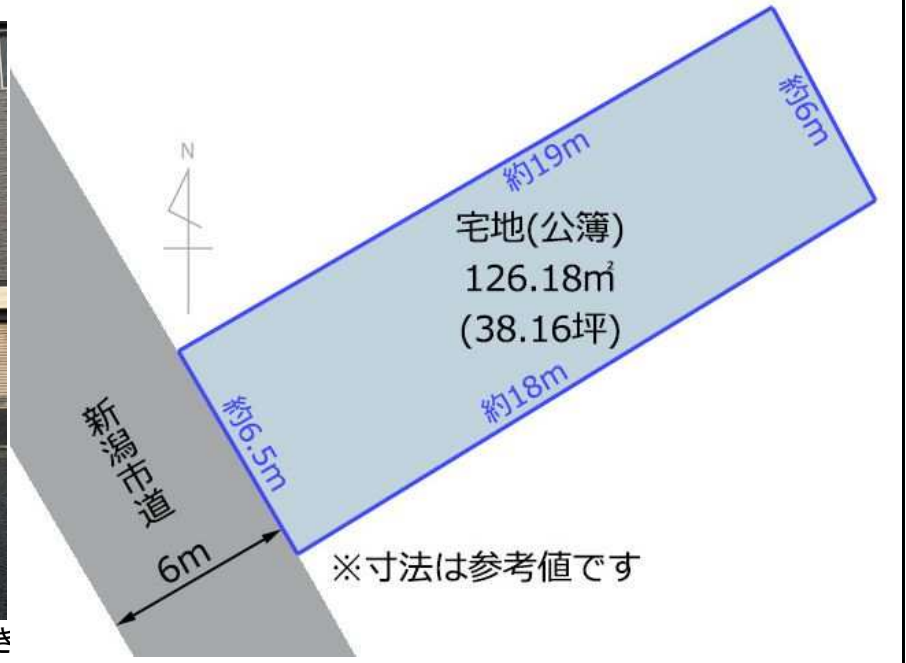 N
約19m
約6m
宅地(公簿)
126.18㎡
(38.16坪)
約18m
約6.5m
新潟市道
6m
※寸法は参考値です
き